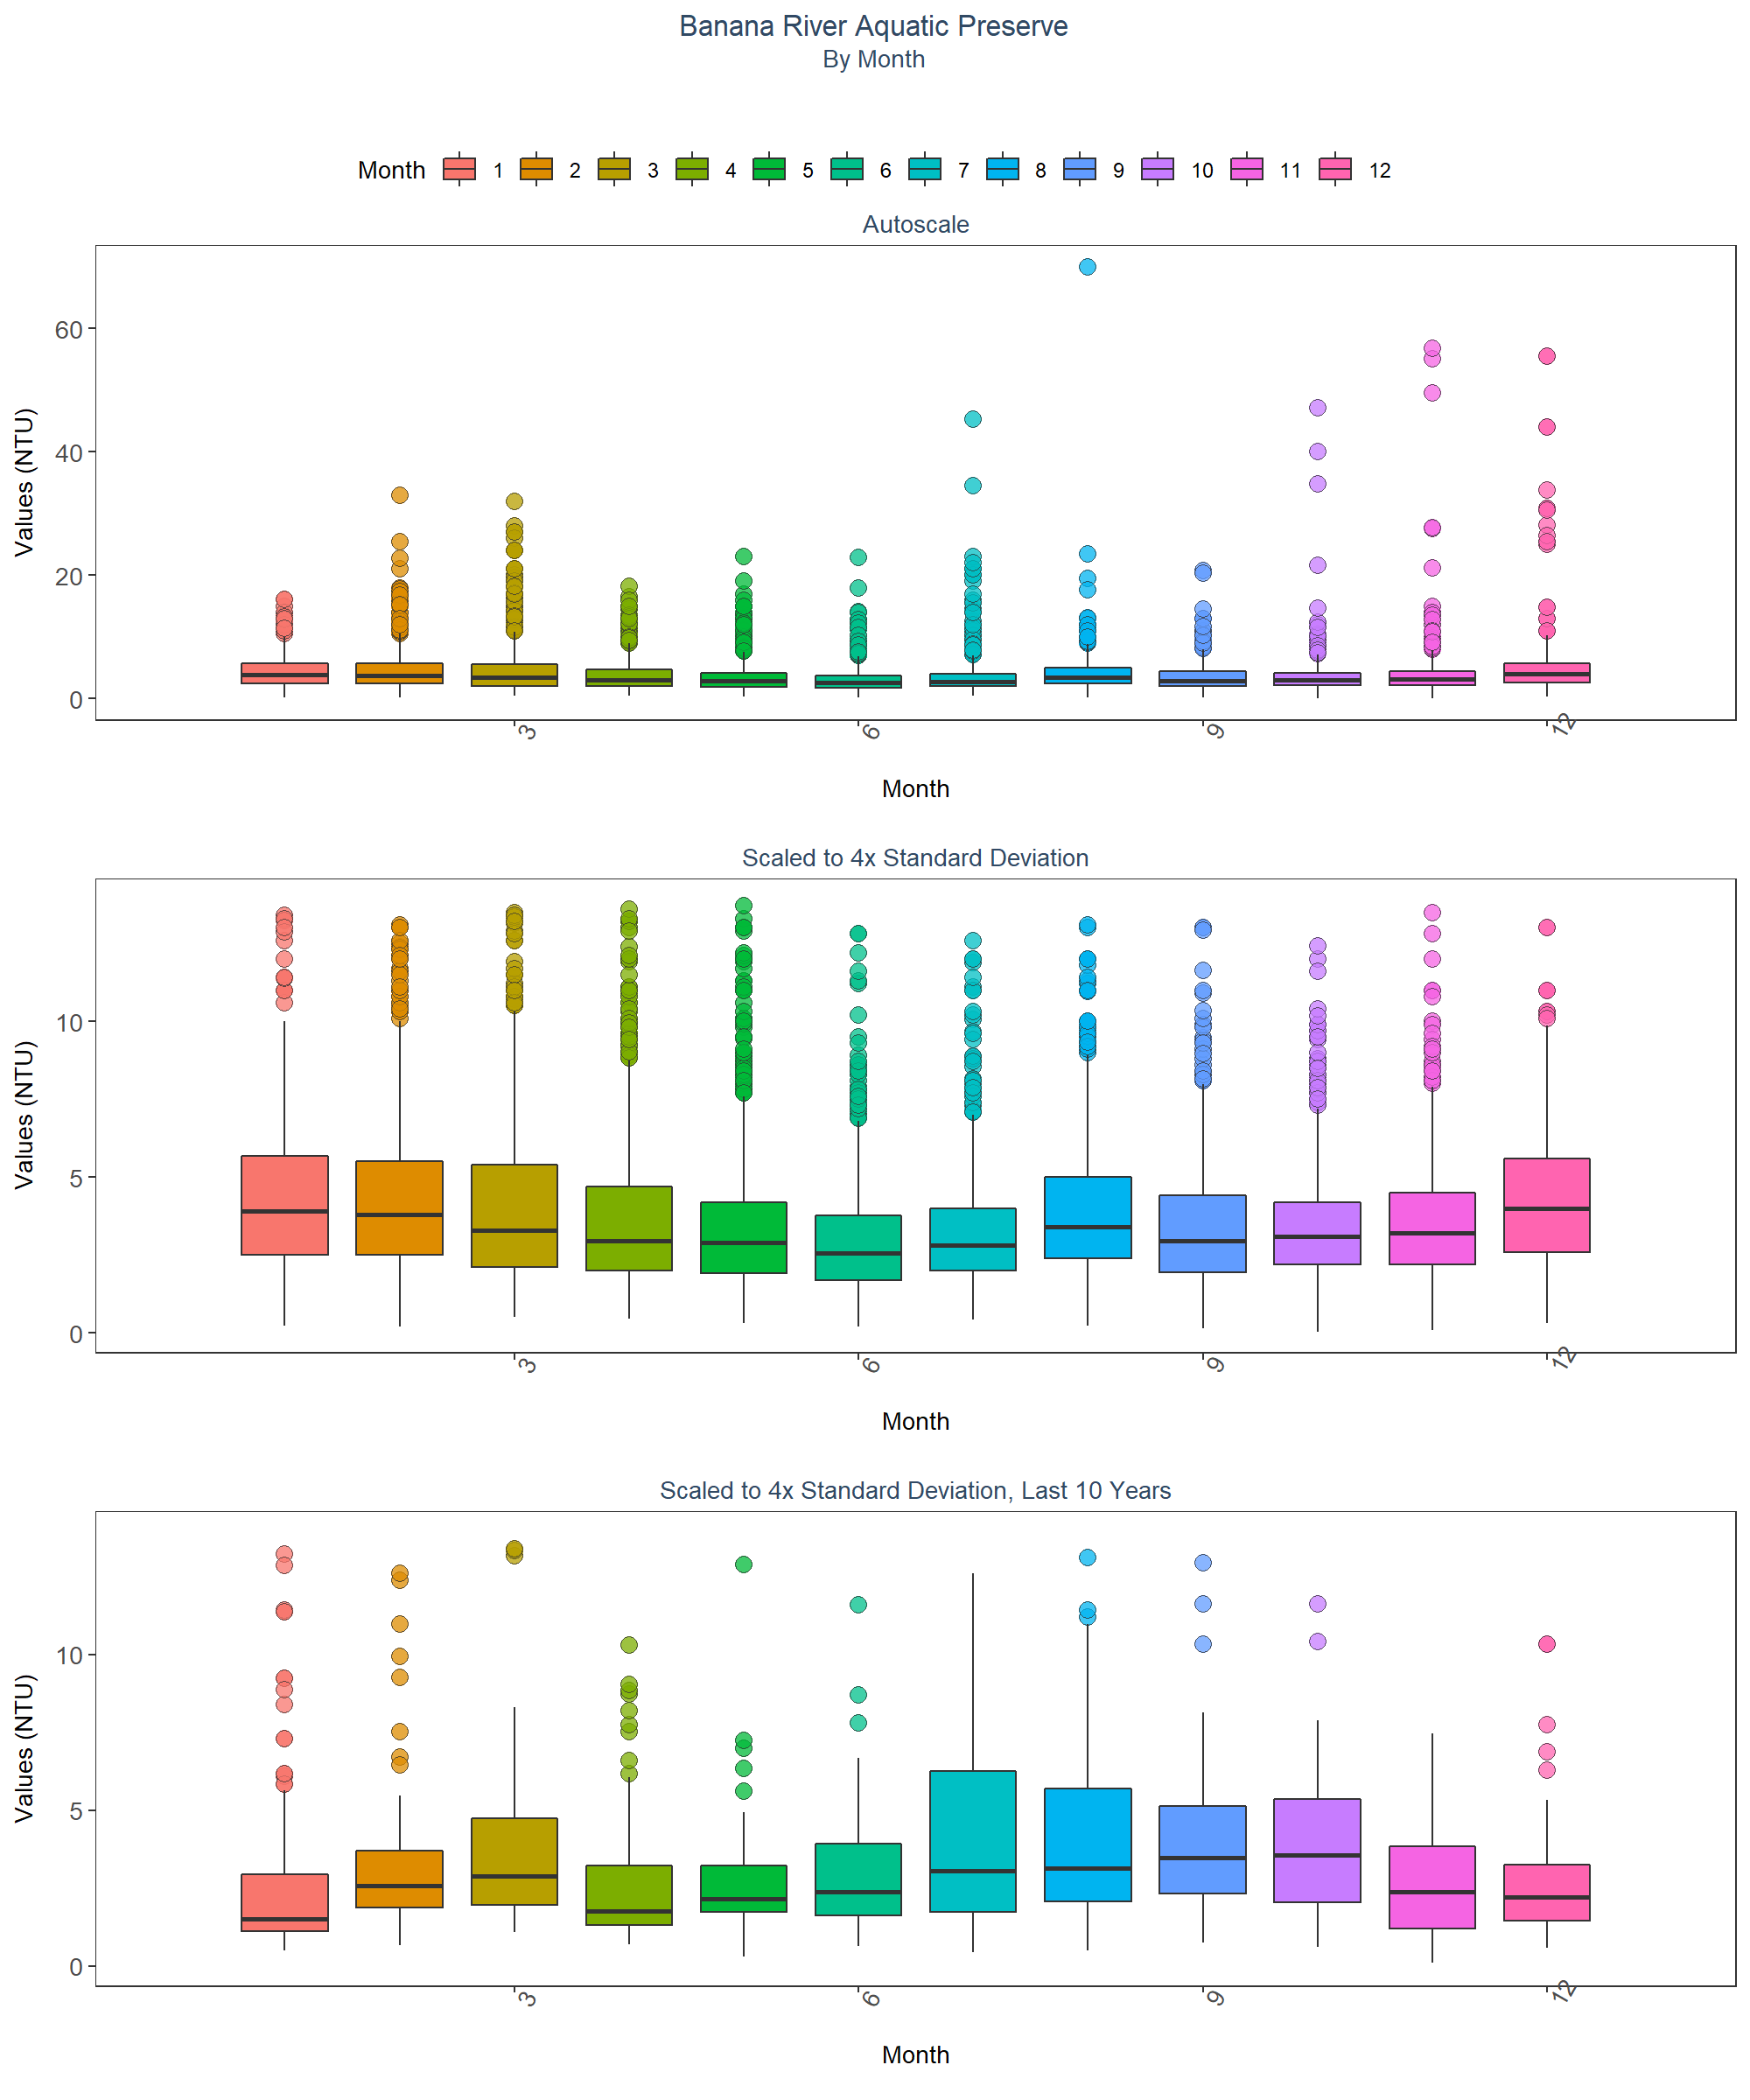 Banana River Aquatic Preserve
By Month
Month 1 2 3 4 5 6 7 8 9 10 11 12
Autoscale
Values (NTU)
60
40
20
0
3 6 9 12
Month
Scaled to 4x Standard Deviation
Values (NTU)
10
5
0
3 6 9 12
Month
Scaled to 4x Standard Deviation, Last 10 Years
Values (NTU)
10
5
0
3 6 9 12
Month